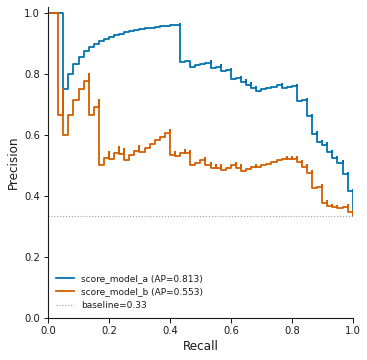 1.0
0.8
0.6
0.4
0.2
0.0
Precision
score_model_a (AP=0.813)
score_model_b (AP=0.553)
baseline=0.33
0.0 0.2 0.4 0.6 0.8 1.0
Recall